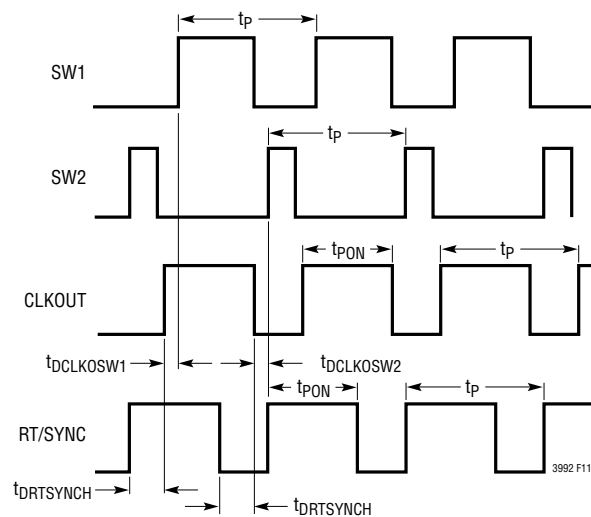 tP
SW1
tP
SW2
tPON
tP
CLKOUT
tDCLKOSW1
tDCLKOSW2
tPON
tP
RT/SYNC
3992 F11
tDRTSYNCH
tDRTSYNCH